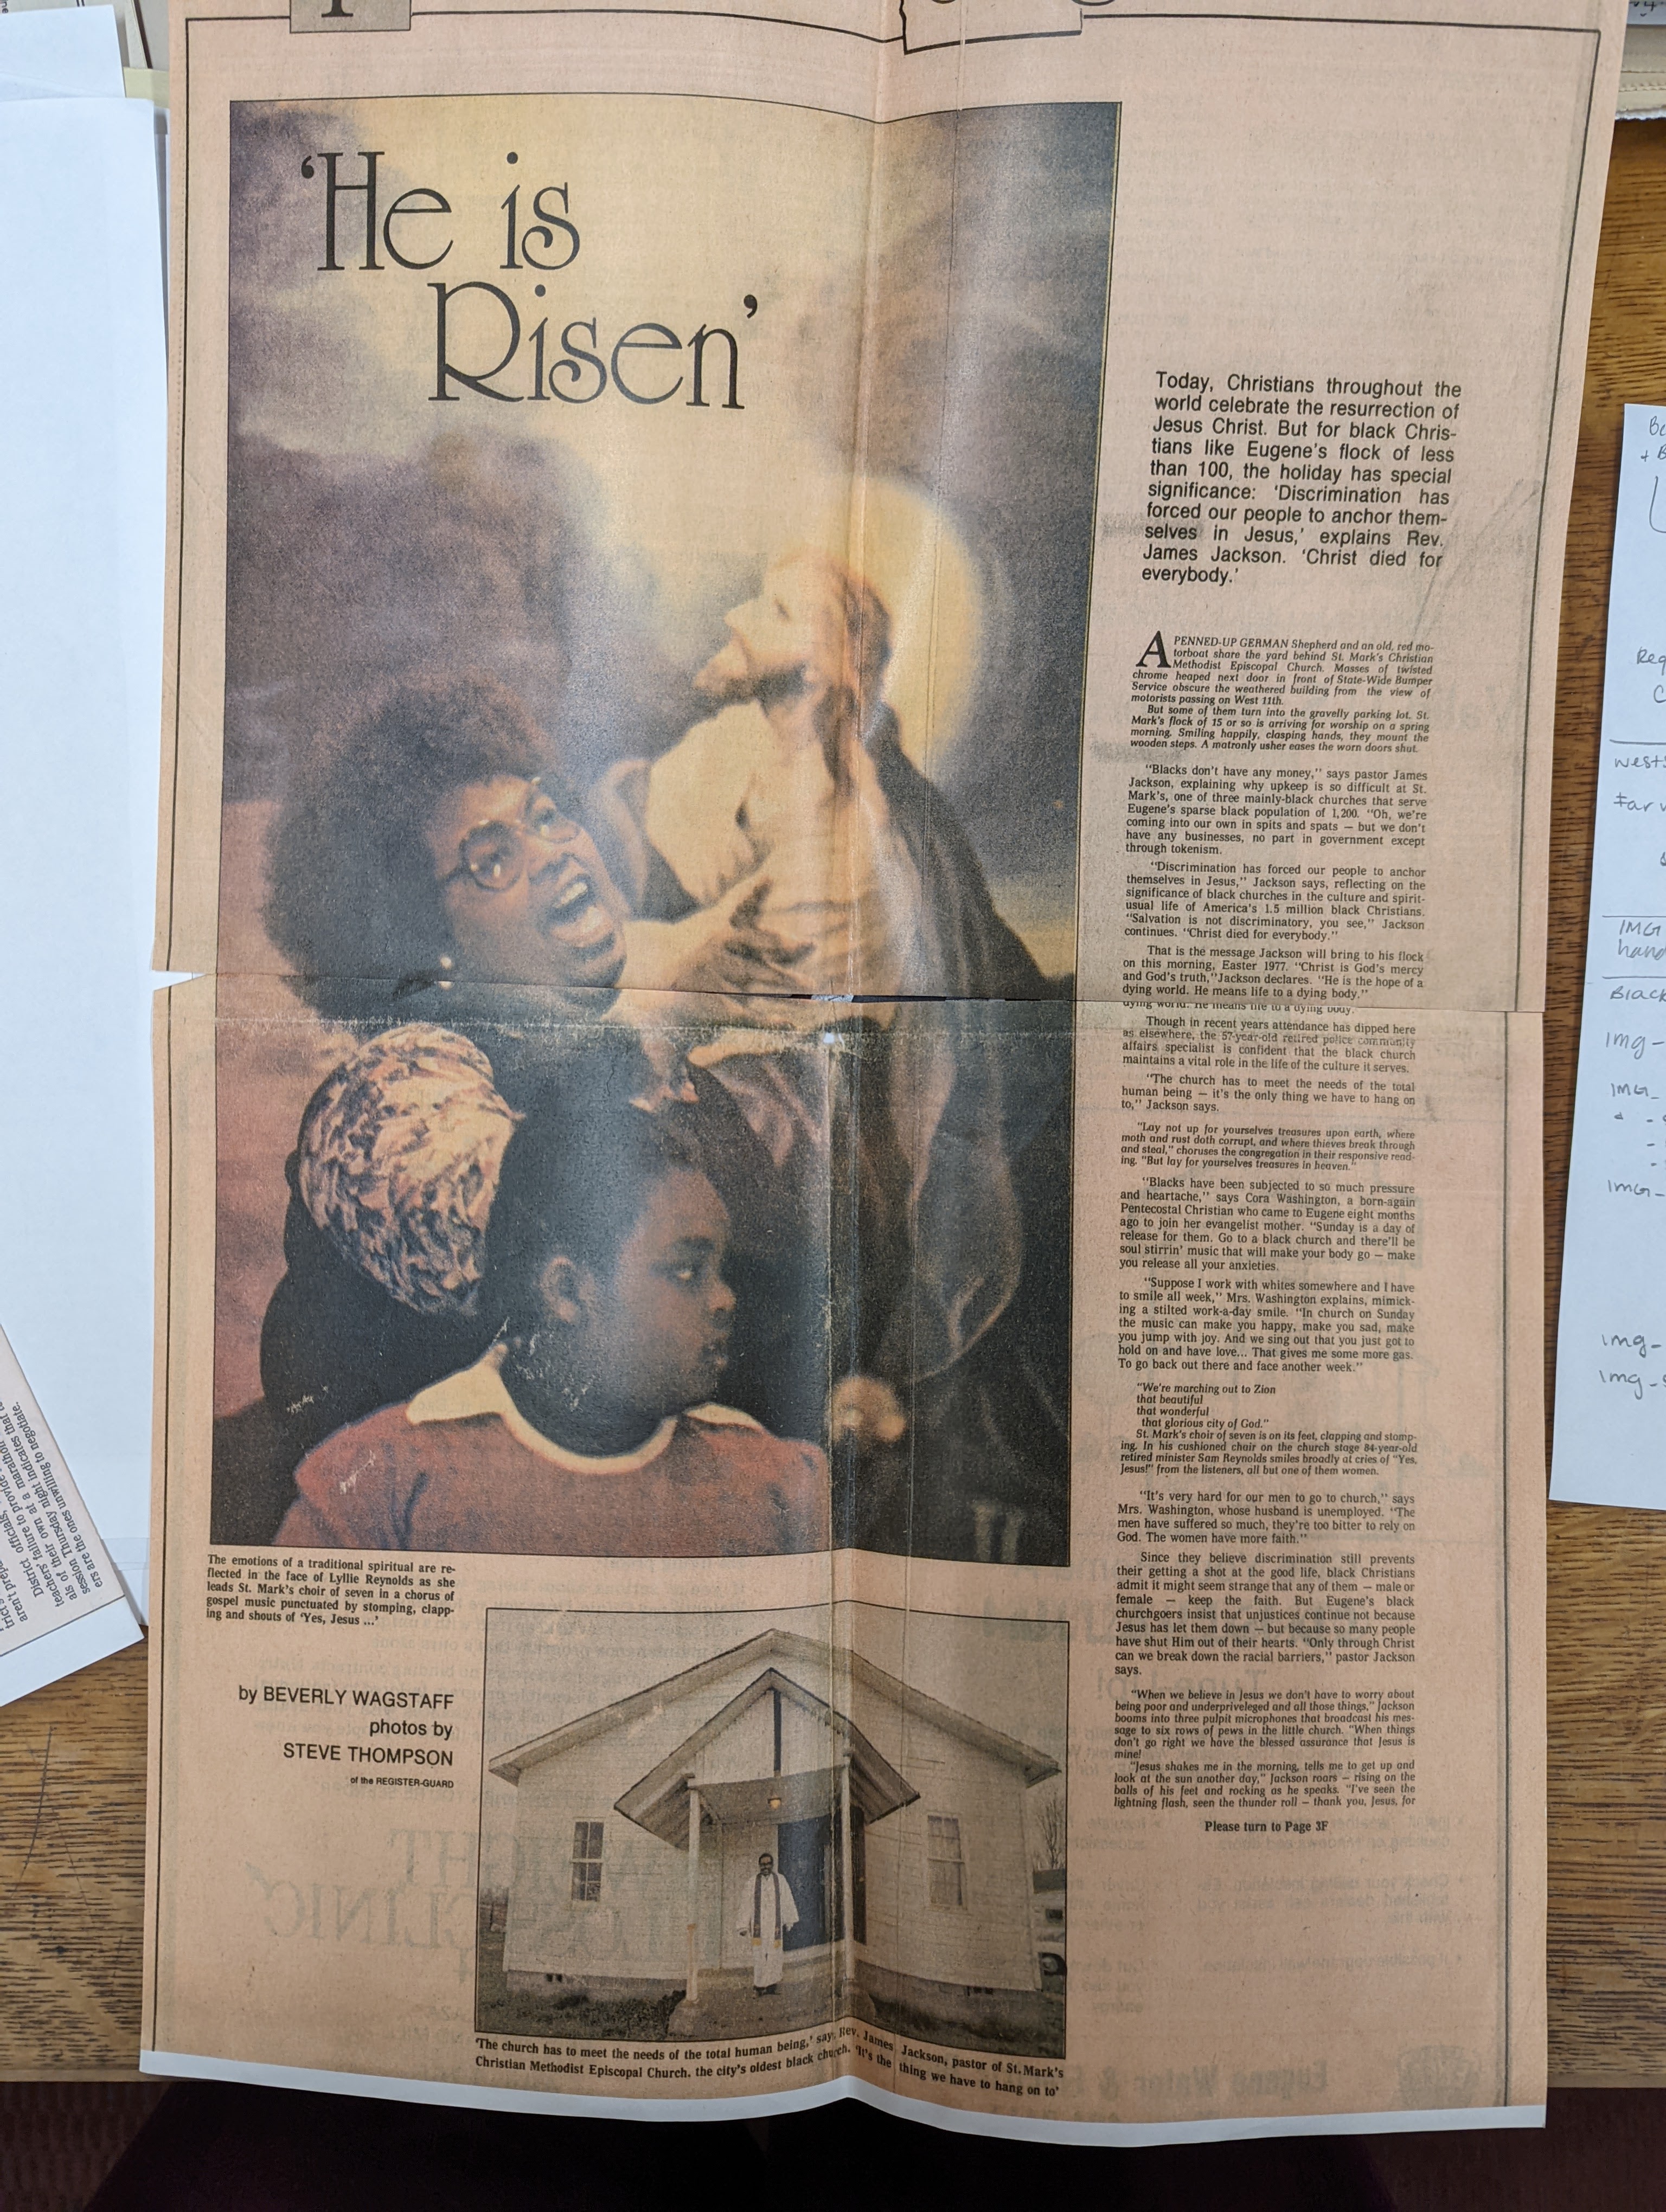 'He is
Risen'
Today, Christians throughout the
world celebrate the resurrection of
Jesus Christ. But for black Chris-
tians like Eugene's flock of less
than 100, the holiday has special
significance: 'Discrimination has
forced our people to anchor them-
selves in Jesus,' explains Rev.
James Jackson. 'Christ died for
everybody.'
A PENNED-UP GERMAN Shepherd and an old, red mo-
torboat share the yard behind St. Mark's Christian
Methodist Episcopal Church. Masses of twisted
chrome heaped next door in front of State-Wide Bumper
Service obscure the weathered building from the view of
motorists passing on West 11th.
But some of them turn into the gravelly parking lot. St.
Mark's flock of 15 or so is arriving for worship on a spring
morning. Smiling happily, clasping hands, they mount the
wooden steps. A matronly usher eases the worn doors shut.
"Blacks don't have any money," says pastor James
Jackson, explaining why upkeep is so difficult at St.
Mark's, one of three mainly-black churches that serve
Eugene's sparse black population of 1,200. "Oh, we're
coming into our own in spits and spats — but we don't
have any businesses, no part in government except
through tokenism.
"Discrimination has forced our people to anchor
themselves in Jesus," Jackson says, reflecting on the
significance of black churches in the culture and spirit-
usual life of America's 1.5 million black Christians.
"Salvation is not discriminatory, you see," Jackson
continues. "Christ died for everybody."
That is the message Jackson will bring to his flock
on this morning, Easter 1977. "Christ is God's mercy
and God's truth,"Jackson declares. "He is the hope of a
dying world. He means life to a dying body."
dying world. He means life to a dying body.
Though in recent years attendance has dipped here
as elsewhere, the 57-year-old retired police community
affairs specialist is confident that the black church
maintains a vital role in the life of the culture it serves.
"The church has to meet the needs of the total
human being — it's the only thing we have to hang on
to," Jackson says.
"Lay not up for yourselves treasures upon earth, where
moth and rust doth corrupt, and where thieves break through
and steal," choruses the congregation in their responsive read-
ing. "But lay for yourselves treasures in heaven."
"Blacks have been subjected to so much pressure
and heartache," says Cora Washington, a born-again
Pentecostal Christian who came to Eugene eight months
ago to join her evangelist mother. "Sunday is a day of
release for them. Go to a black church and there'll be
soul stirrin' music that will make your body go — make
you release all your anxieties.
"Suppose I work with whites somewhere and I have
to smile all week," Mrs. Washington explains, mimick-
ing a stilted work-a-day smile. "In church on Sunday
the music can make you happy, make you sad, make
you jump with joy. And we sing out that you just got to
hold on and have love... That gives me some more gas.
To go back out there and face another week."
"We're marching out to Zion
that beautiful
that wonderful
that glorious city of God."
St. Mark's choir of seven is on its feet, clapping and stomp-
ing. In his cushioned chair on the church stage 84-year-old
retired minister Sam Reynolds smiles broadly at cries of "Yes,
Jesus!" from the listeners, all but one of them women.
"It's very hard for our men to go to church," says
Mrs. Washington, whose husband is unemployed. "The
men have suffered so much, they're too bitter to rely on
God. The women have more faith."
Since they believe discrimination still prevents
their getting a shot at the good life, black Christians
admit it might seem strange that any of them — male or
female — keep the faith. But Eugene's black
churchgoers insist that unjustices continue not because
Jesus has let them down — but because so many people
have shut Him out of their hearts. "Only through Christ
can we break down the racial barriers," pastor Jackson
says.
"When we believe in Jesus we don't have to worry about
being poor and underpriveleged and all those things," Jackson
booms into three pulpit microphones that broadcast his mes-
sage to six rows of pews in the little church. "When things
don't go right we have the blessed assurance that Jesus is
mine!
"Jesus shakes me in the morning, tells me to get up and
look at the sun another day," Jackson roars — rising on the
balls of his feet and rocking as he speaks. "I've seen the
lightning flash, seen the thunder roll — thank you, Jesus, for
Please turn to Page 3F
The emotions of a traditional spiritual are re-
flected in the face of Lyllie Reynolds as she
leads St. Mark's choir of seven in a chorus of
gospel music punctuated by stomping, clapp-
ing and shouts of 'Yes, Jesus ...'
by BEVERLY WAGSTAFF
photos by
STEVE THOMPSON
of the REGISTER-GUARD
'The church has to meet the needs of the total human being,' says Rev. James Jackson, pastor of St. Mark's
Christian Methodist Episcopal Church, the city's oldest black church. 'It's the thing we have to hang on to'
District officials,
teachers' failure to provide
als of their own at a marathon
session Thursday night indicates that
ers are the ones unwilling to negotiate.
West
Far
IMG
hand
Black
img-
IMG-
IMG-
img-
img-